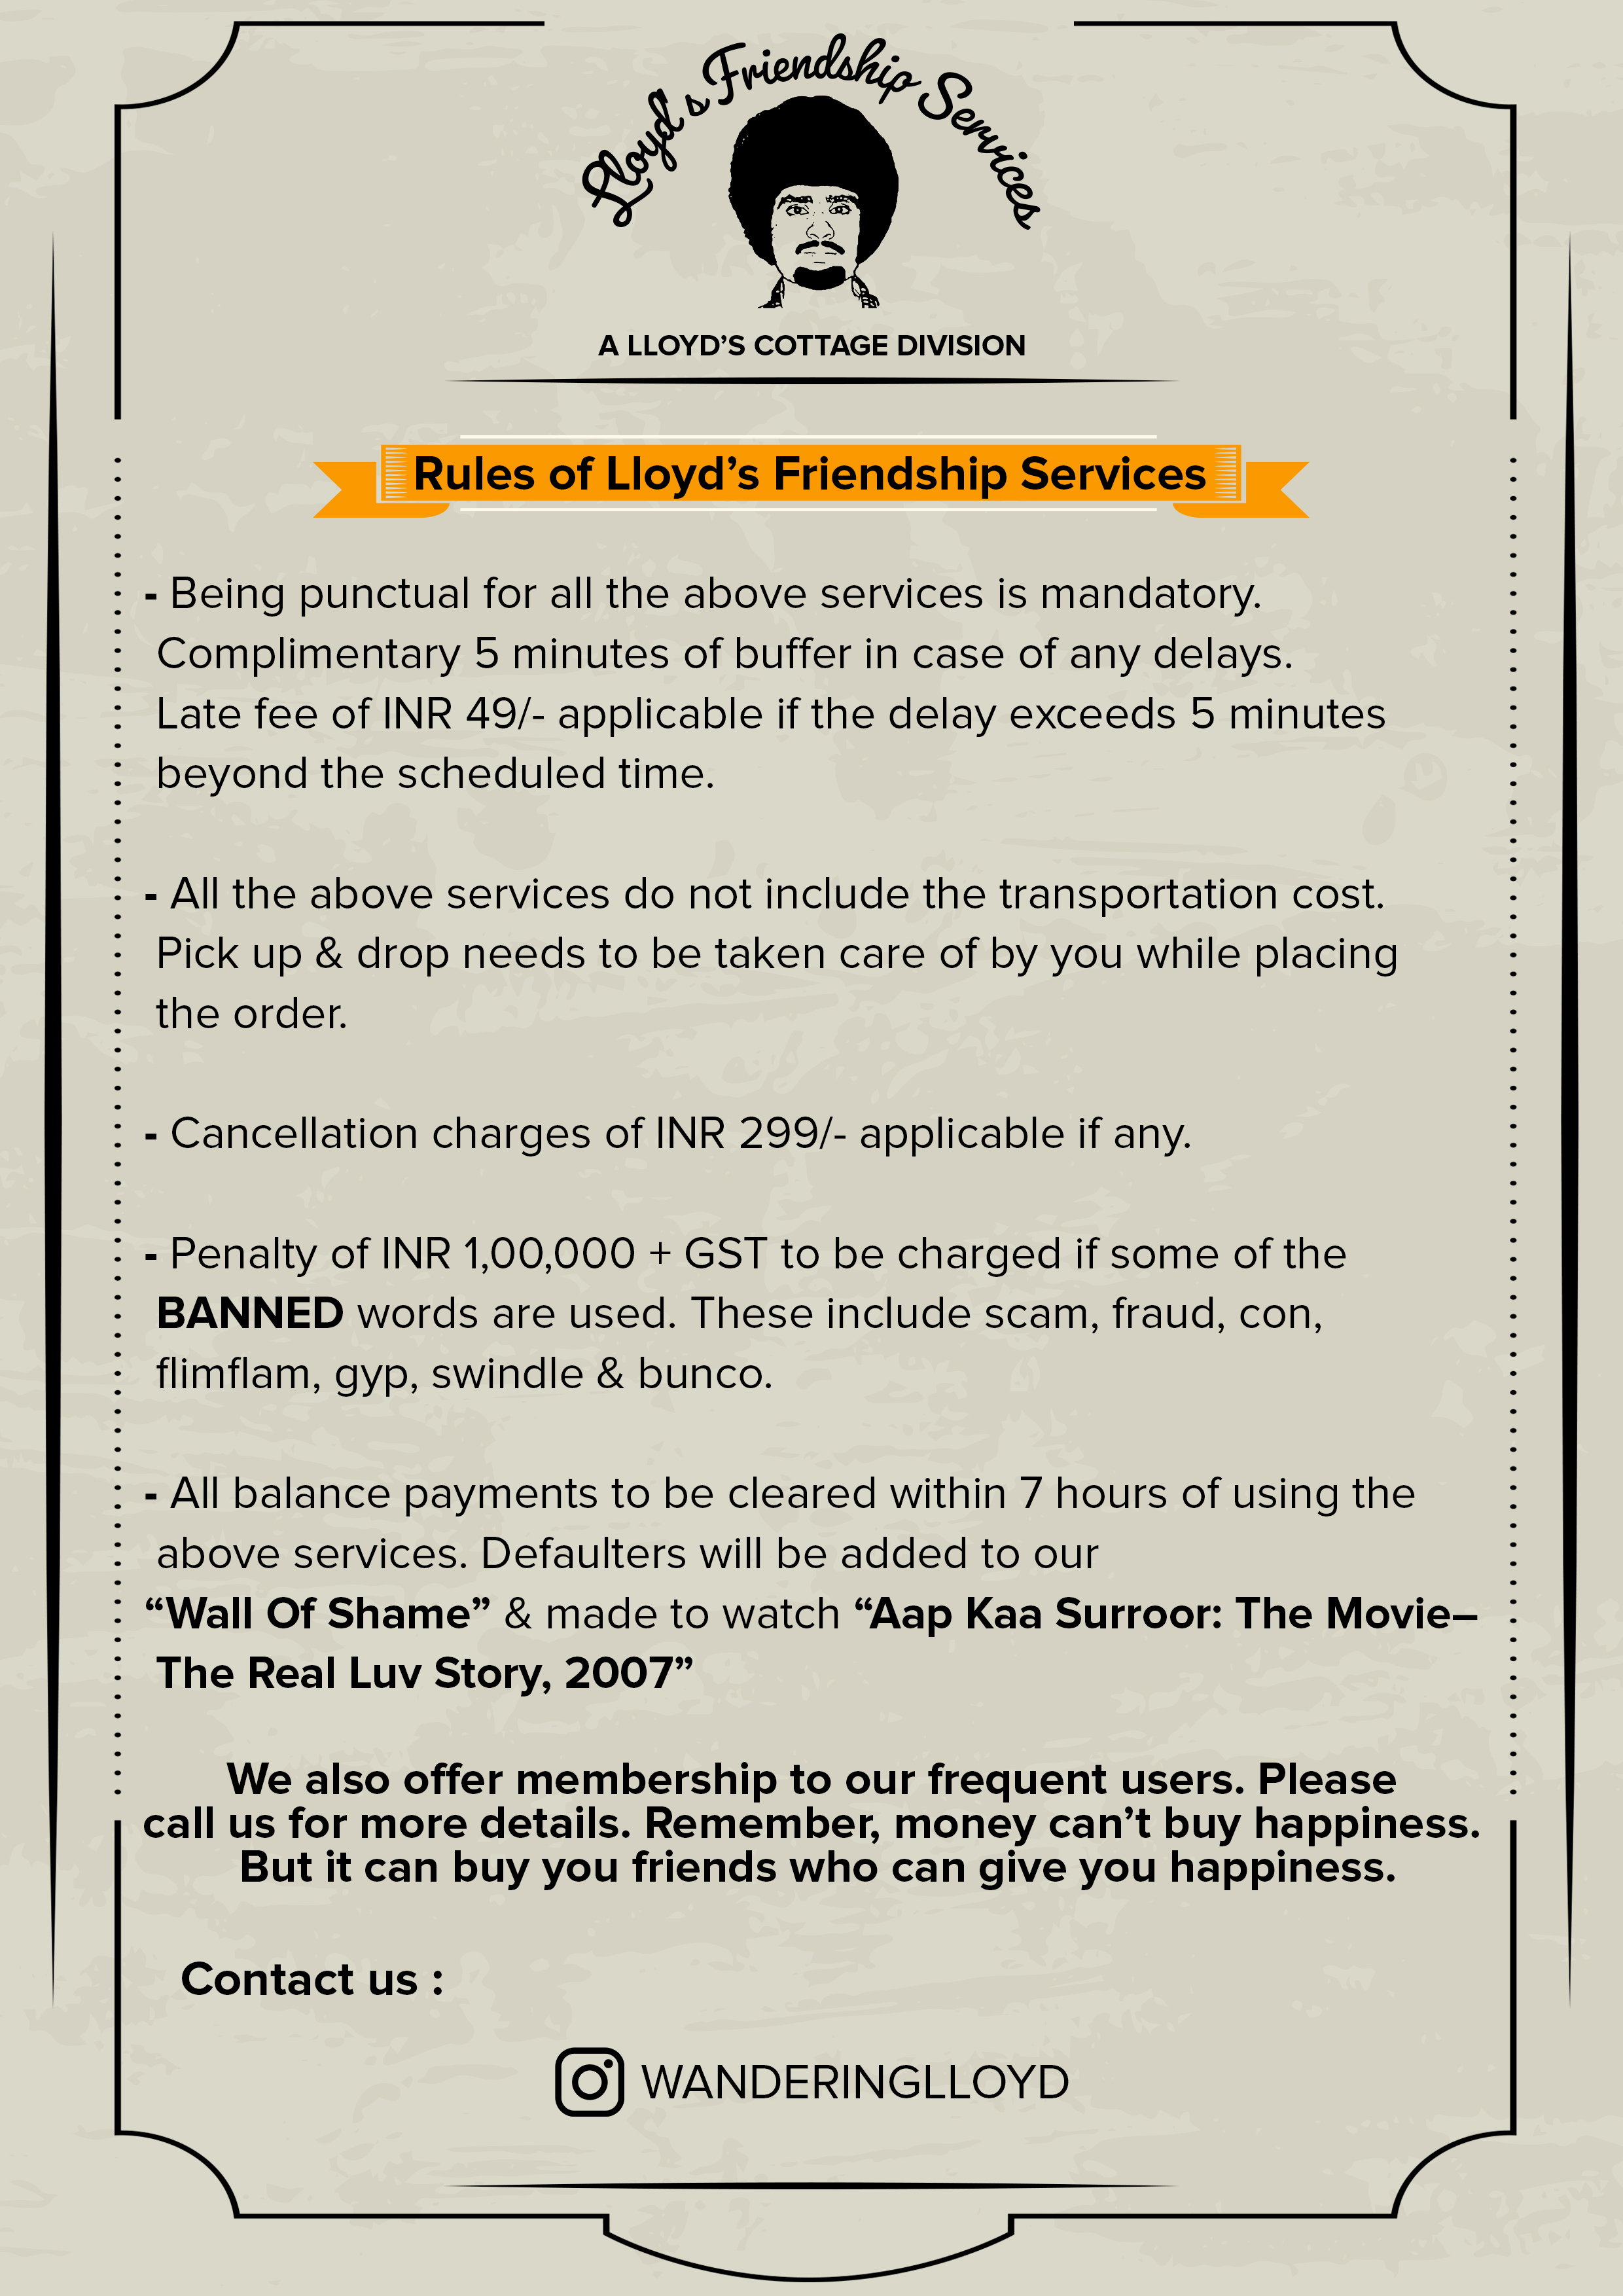 Lloyd's Friendship Services
A LLOYD’S COTTAGE DIVISION
Rules of Lloyd’s Friendship Services
- Being punctual for all the above services is mandatory.
Complimentary 5 minutes of buffer in case of any delays.
Late fee of INR 49/- applicable if the delay exceeds 5 minutes
beyond the scheduled time.
- All the above services do not include the transportation cost.
Pick up & drop needs to be taken care of by you while placing
the order.
- Cancellation charges of INR 299/- applicable if any.
- Penalty of INR 1,00,000 + GST to be charged if some of the
BANNED words are used. These include scam, fraud, con,
flimflam, gyp, swindle & bunco.
- All balance payments to be cleared within 7 hours of using the
above services. Defaulters will be added to our
“Wall Of Shame” & made to watch “Aap Kaa Surroor: The Movie–
The Real Luv Story, 2007”
We also offer membership to our frequent users. Please
call us for more details. Remember, money can’t buy happiness.
But it can buy you friends who can give you happiness.
Contact us :
WANDERINGLLOYD